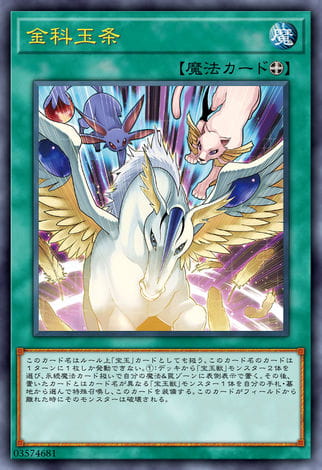 金科玉条
魔
【魔法カード】
このカード名はルール上「宝玉」カードとしても扱う。このカード名のカードは
１ターンに１枚しか発動できない。①：デッキから「宝玉獣」モンスター２体を
選び、永続魔法カード扱いで自分の魔法&罠ゾーンに表側表示で置く。その後、
置いたカードとはカード名が異なる「宝玉獣」モンスター１体を自分の手札・墓
地から選んで特殊召喚し、このカードを装備する。このカードがフィールドから
離れた時にそのモンスターは破壊される。
03574681